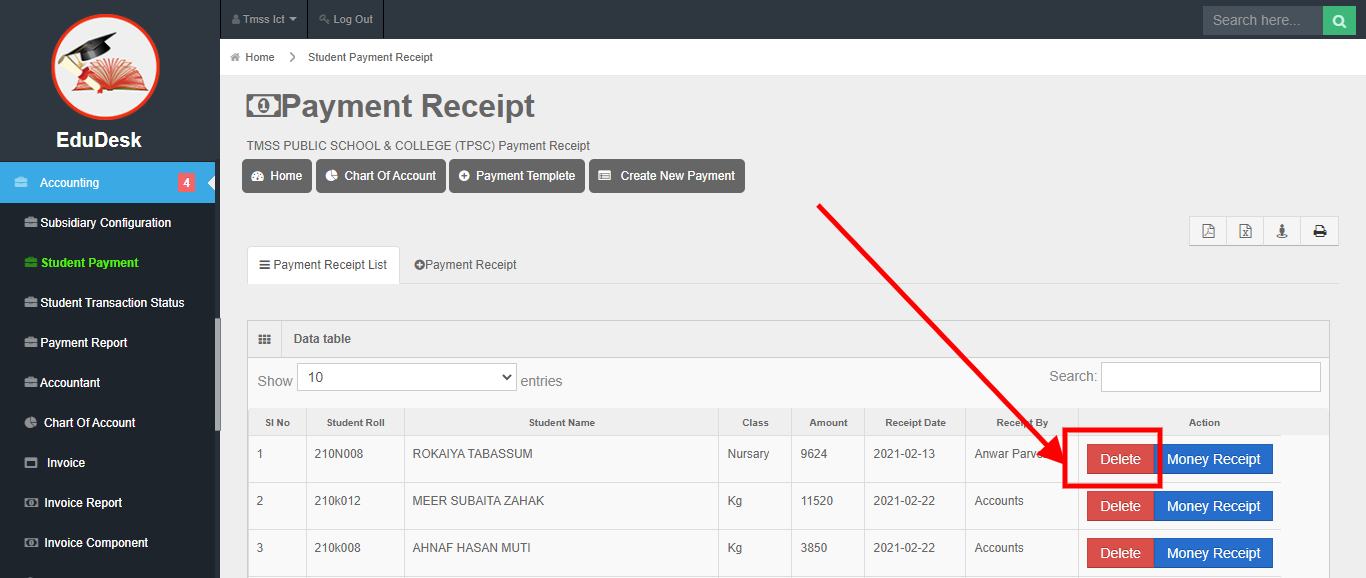 Tmss Ict
Log Out
Search here...
EduDesk
Accounting 4
Subsidiary Configuration
Student Payment
Student Transaction Status
Payment Report
Accountant
Chart Of Account
Invoice
Invoice Report
Invoice Component
Home Student Payment Receipt
Payment Receipt
TMSS PUBLIC SCHOOL & COLLEGE (TPSC) Payment Receipt
Home Chart Of Account Payment Templete Create New Payment
Payment Receipt List Payment Receipt
Data table
Show 10 entries Search:
Sl No Student Roll Student Name Class Amount Receipt Date Receipt By Action
1 210N008 ROKAIYA TABASSUM Nursary 9624 2021-02-13 Anwar Delete Money Receipt
2 210k012 MEER SUBAITA ZAHAK Kg 11520 2021-02-22 Accounts Delete Money Receipt
3 210k008 AHNAF HASAN MUTI Kg 3850 2021-02-22 Accounts Delete Money Receipt